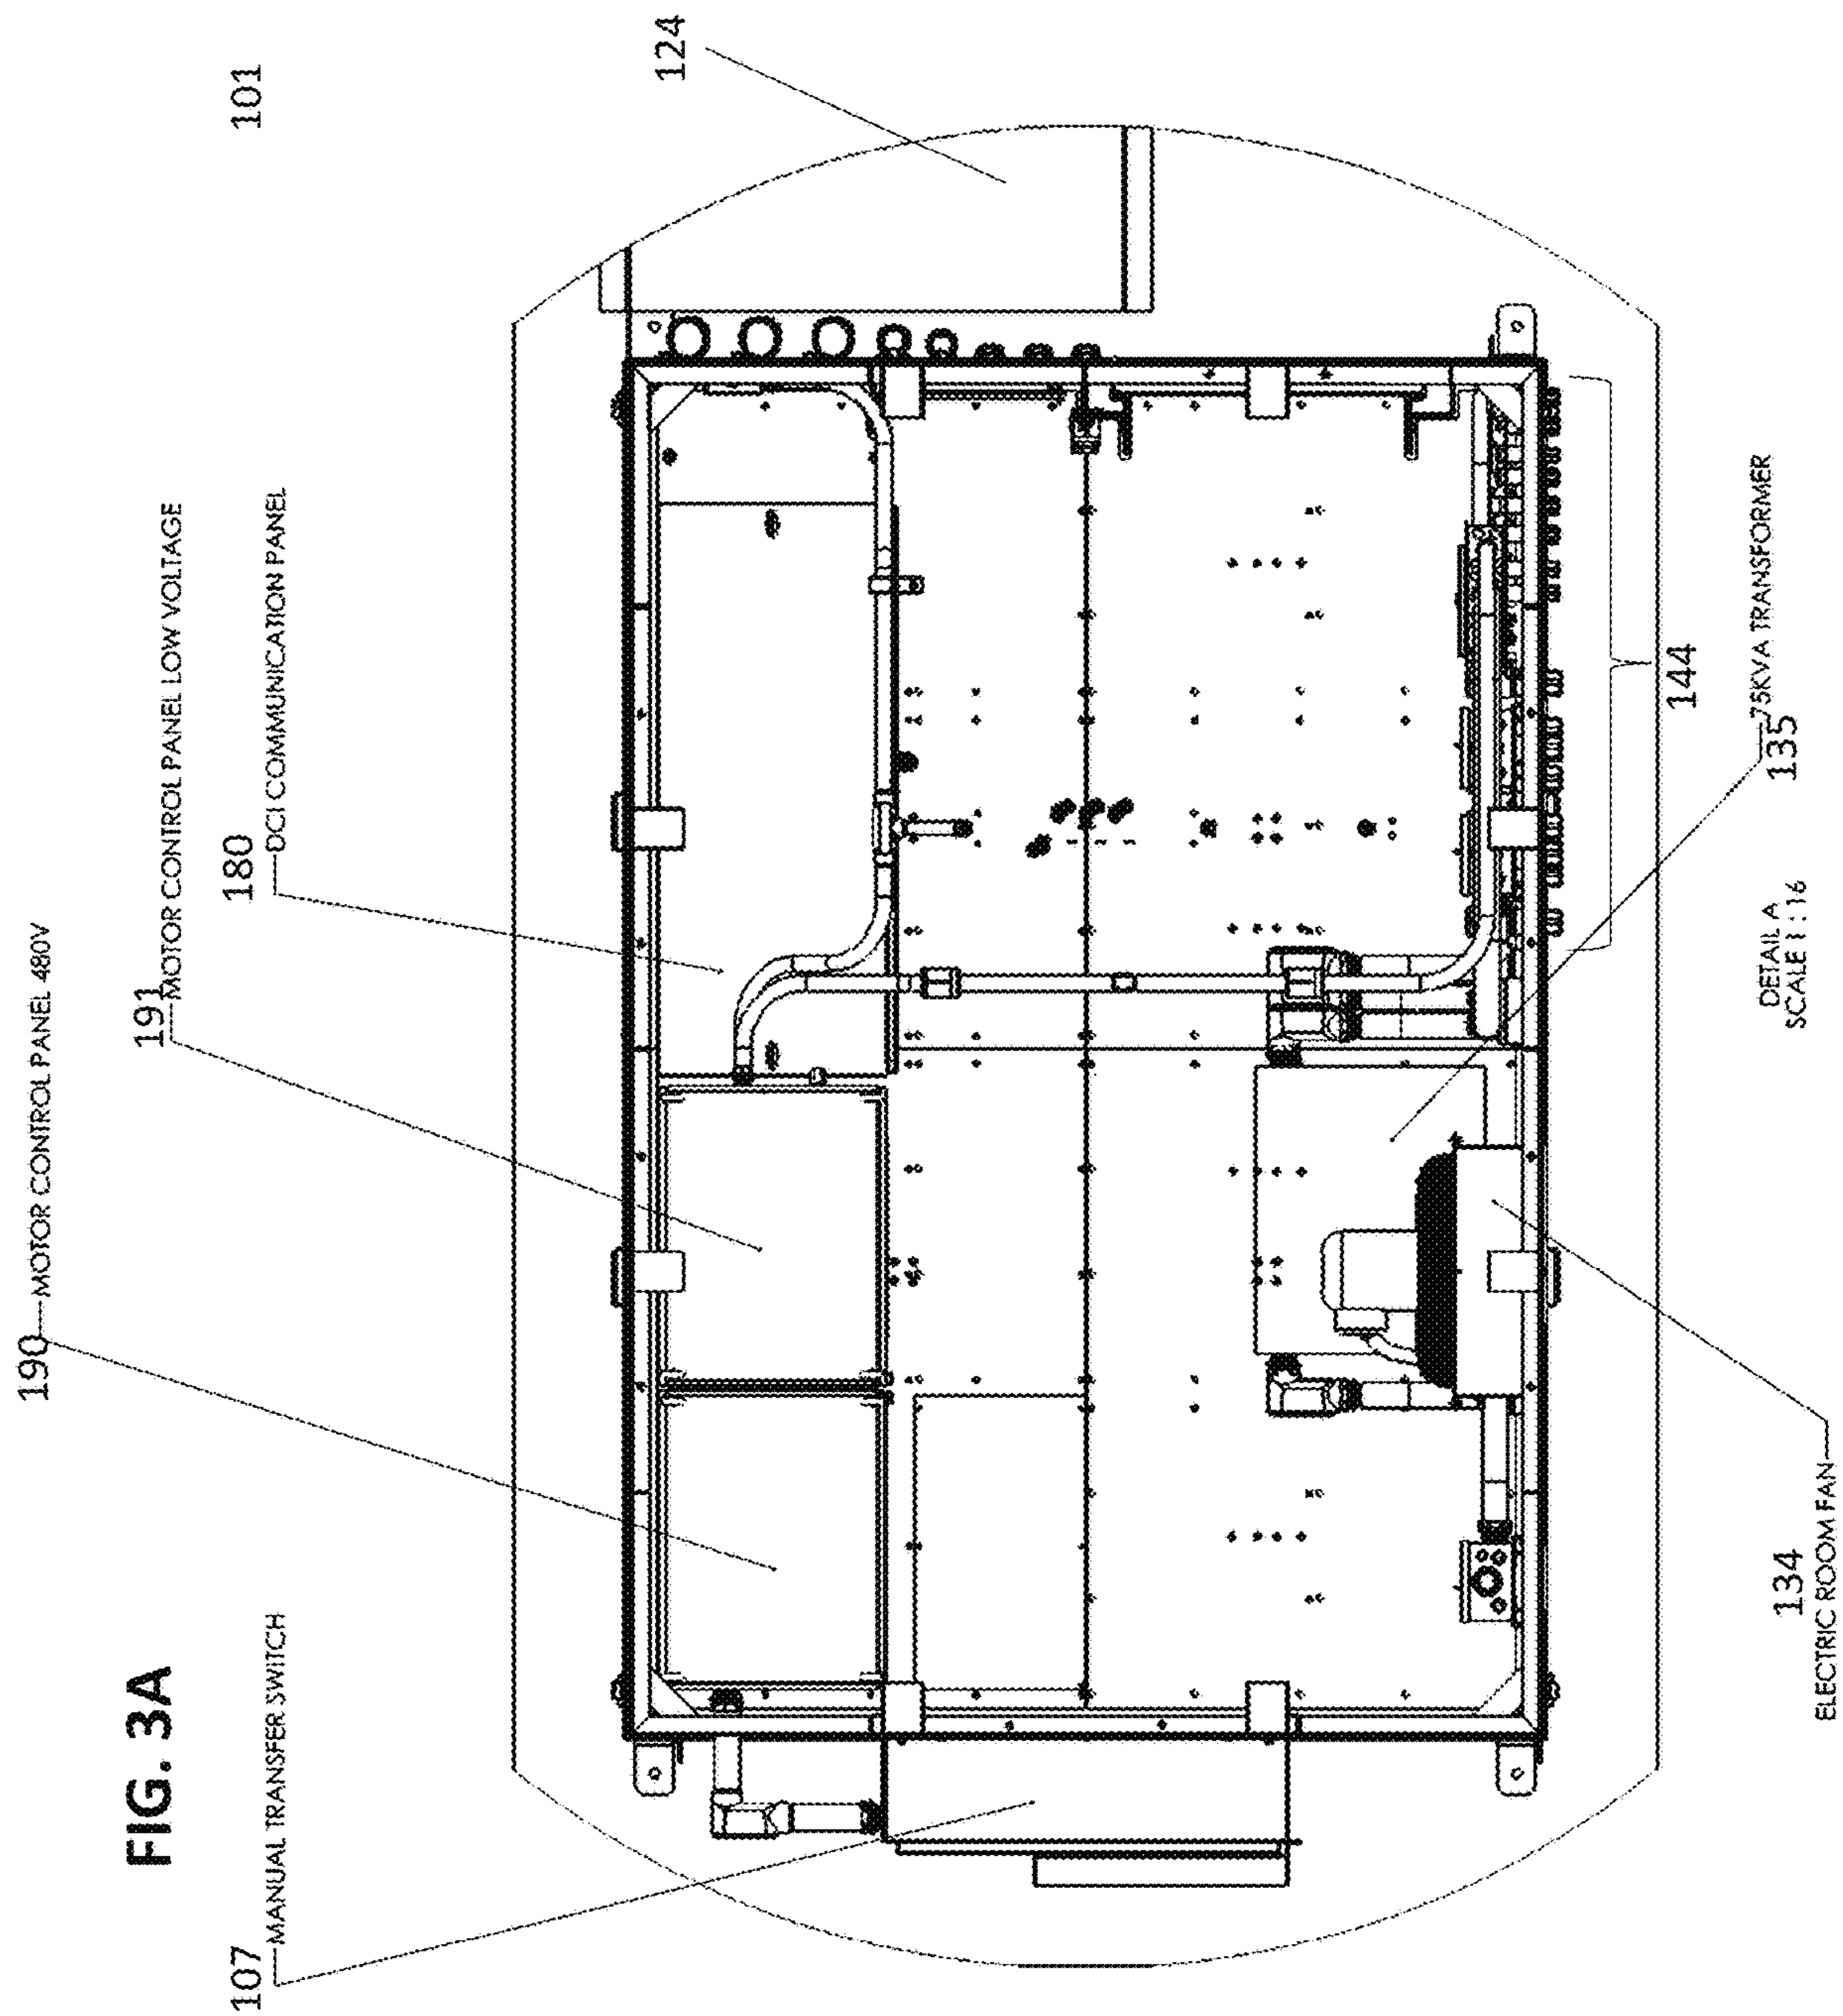 FIG. 3A
101
190 MOTOR CONTROL PANEL 480V
191 MOTOR CONTROL PANEL LOW VOLTAGE
180 DCI COMMUNICATION PANEL
107 MANUAL TRANSFER SWITCH
124
144
75KVA TRANSFORMER
135
134
ELECTRIC ROOM FAN
DETAIL A
SCALE 1 : 16